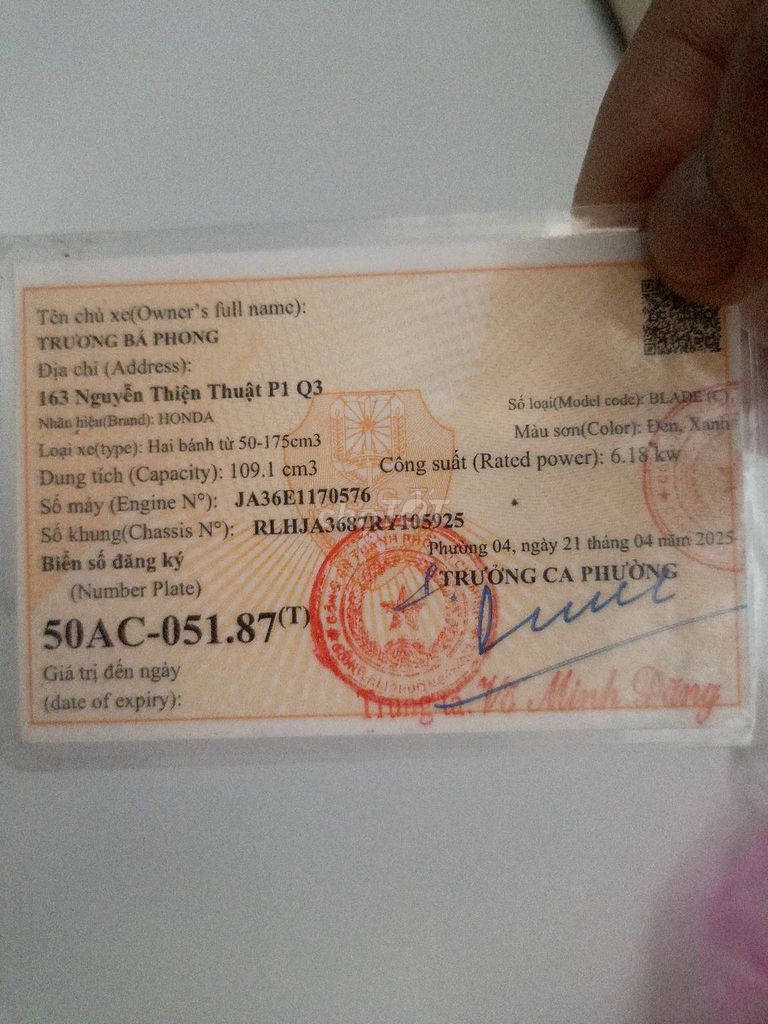 Tên chủ xe(Owner's full name):
TRƯƠNG BÁ PHONG
Địa chỉ (Address):
163 Nguyễn Thiện Thuật P1 Q3
Nhãn hiệu(Brand): HONDA
Số loại(Model code): BLADE (C)
Loại xe(type): Hai bánh từ 50-175cm3
Màu sơn(Color): Đen, Xanh
Dung tích (Capacity): 109.1 cm3
Công suất (Rated power): 6.18 kw
Số máy (Engine N°): JA36E1170576
Số khung(Chassis N°): RLHJA3687RY105925
Biển số đăng ký
(Number Plate)
50AC-051.87(T)
Phường 04, ngày 21 tháng 04 năm 2025
TRƯỞNG CA PHƯỜNG
Giá trị đến ngày
(date of expiry):
Trung tá: Võ Minh Đăng